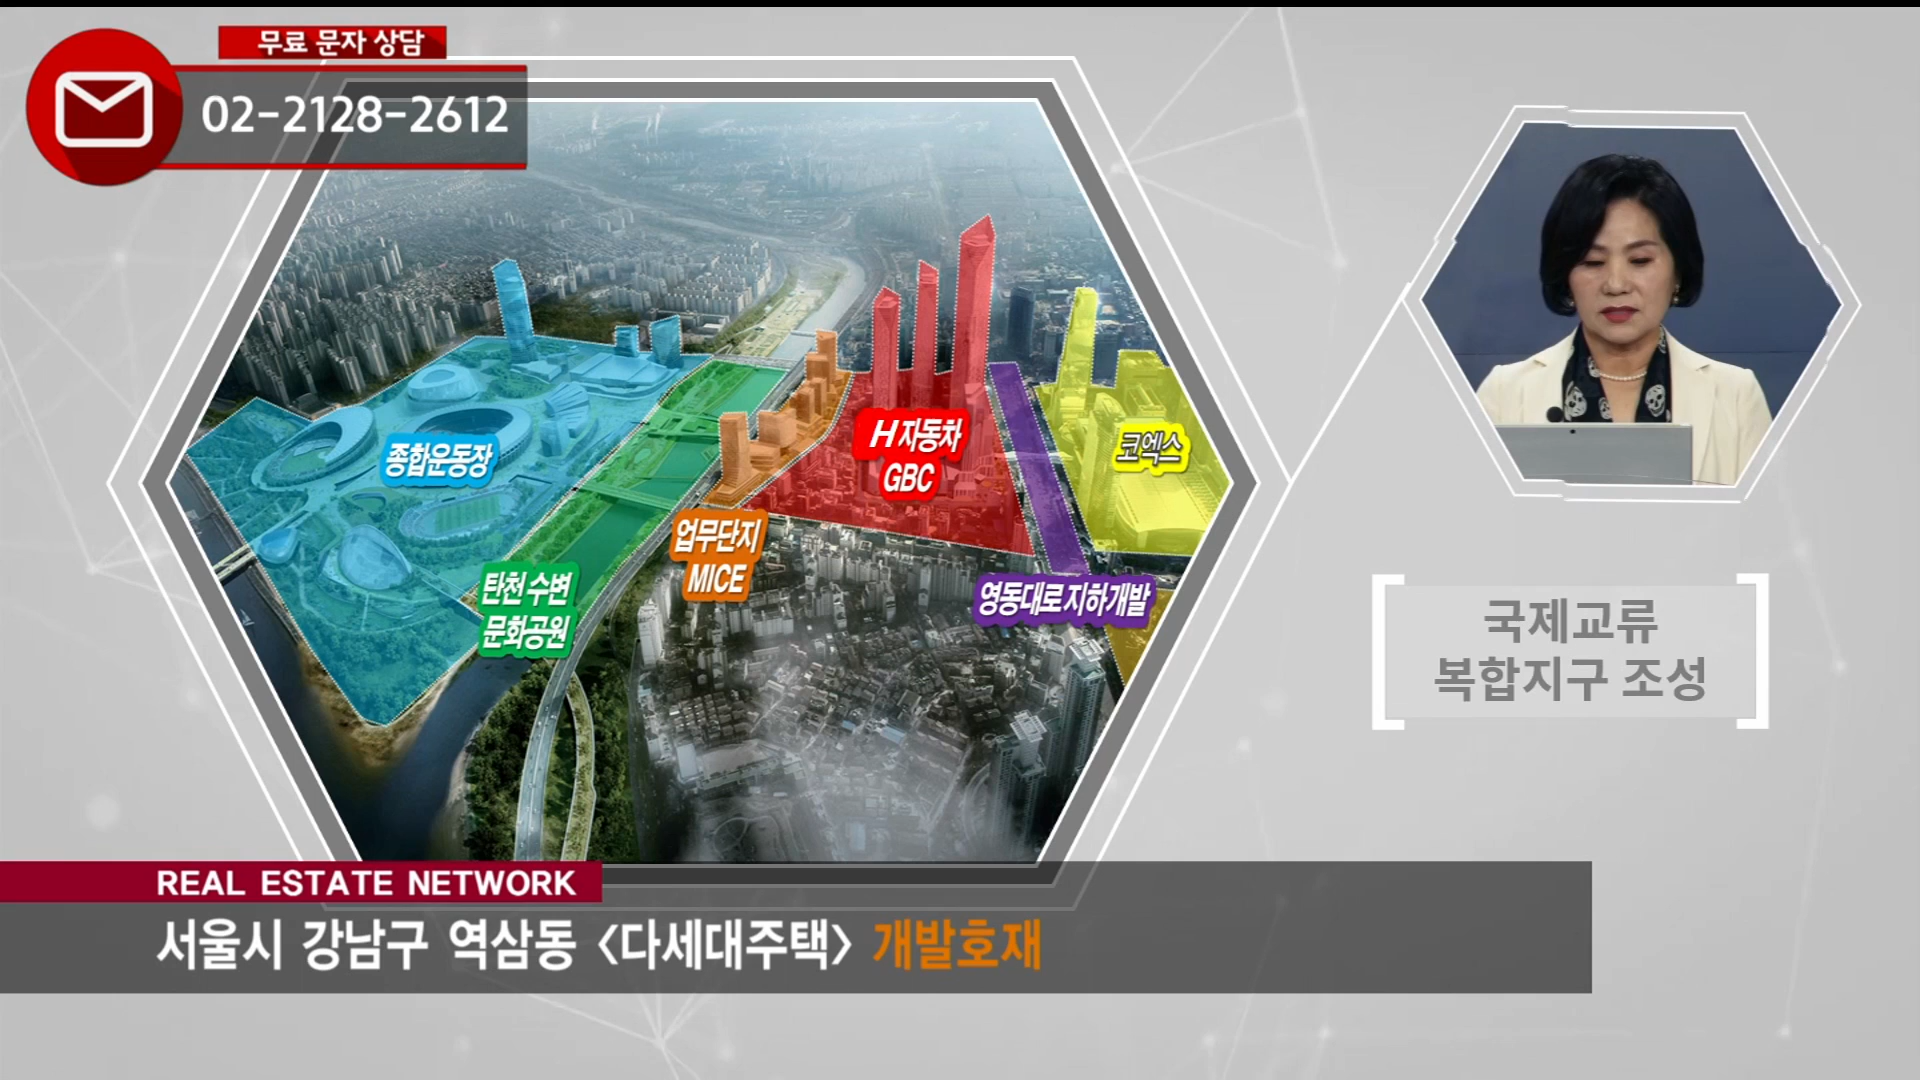 무료 문자 상담
02-2128-2612
종합운동장
탄천 수변
문화공원
업무단지
MICE
H 자동차
GBC
영동대로 지하개발
코엑스
국제교류
복합지구 조성
REAL ESTATE NETWORK
서울시 강남구 역삼동 <다세대주택> 개발호재